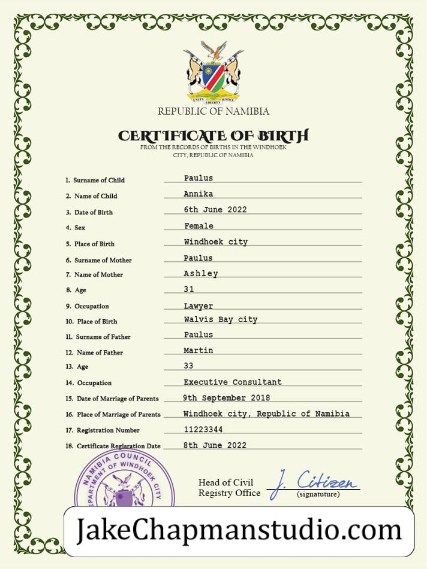 REPUBLIC OF NAMIBIA
CERTIFICATE OF BIRTH
FROM THE RECORDS OF BIRTHS IN THE WINDHOEK
CITY, REPUBLIC OF NAMIBIA
1. Surname of Child Paulus
2. Name of Child Annika
3. Date of Birth 6th June 2022
4. Sex Female
5. Place of Birth Windhoek city
6. Surname of Mother Paulus
7. Name of Mother Ashley
8. Age 31
9. Occupation Lawyer
10. Place of Birth Walvis Bay city
11. Surname of Father Paulus
12. Name of Father Martin
13. Age 33
14. Occupation Executive Consultant
15. Date of Marriage of Parents 9th September 2018
16. Place of Marriage of Parents Windhoek city, Republic of Namibia
17. Registration Number 11223344
18. Certificate Regisration Date 8th June 2022
NAMIBIA COUNCIL
DEPARTMENT OF WINDHOEK CITY
Head of Civil
Registry Office
J. Citizen
(signatuture)
JakeChapmanstudio.com